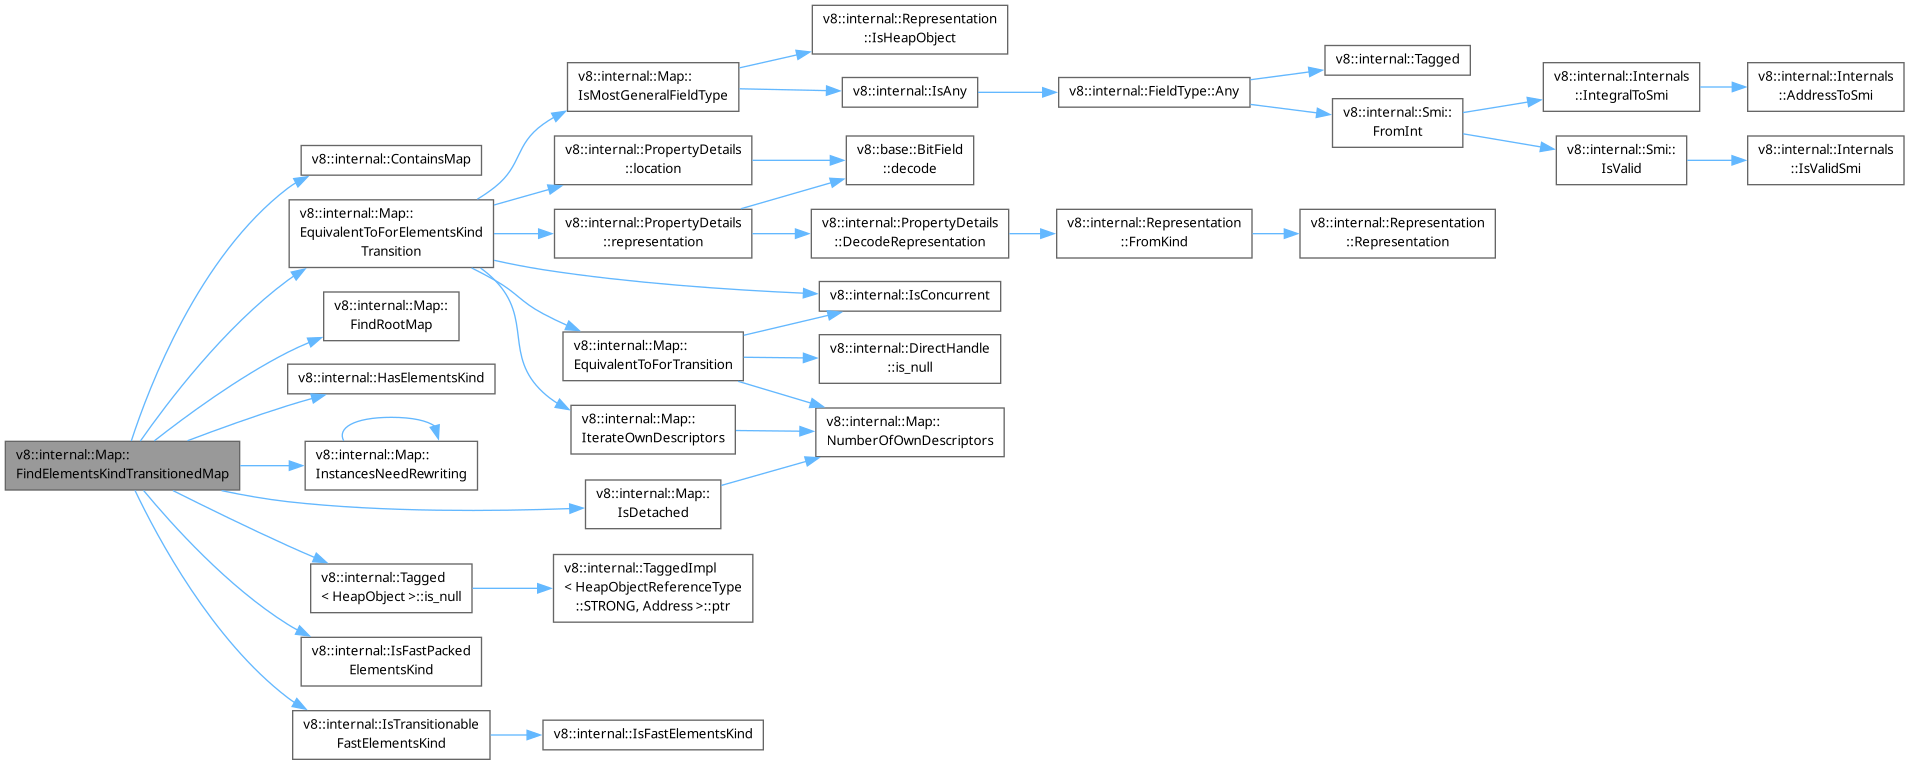 v8::internal::Map::
FindElementsKindTransitionedMap
v8::internal::ContainsMap
v8::internal::Map::
EquivalentToForElementsKind
Transition
v8::internal::Map::
FindRootMap
v8::internal::HasElementsKind
v8::internal::Map::
InstancesNeedRewriting
v8::internal::Tagged
< HeapObject >::is_null
v8::internal::IsFastPacked
ElementsKind
v8::internal::IsTransitionable
FastElementsKind
v8::internal::Map::
IsMostGeneralFieldType
v8::internal::PropertyDetails
::location
v8::internal::PropertyDetails
::representation
v8::internal::Map::
EquivalentToForTransition
v8::internal::Map::
IterateOwnDescriptors
v8::internal::Map::
IsDetached
v8::internal::TaggedImpl
< HeapObjectReferenceType
::STRONG, Address >::ptr
v8::internal::IsFastElementsKind
v8::internal::Representation
::IsHeapObject
v8::internal::IsAny
v8::base::BitField
::decode
v8::internal::PropertyDetails
::DecodeRepresentation
v8::internal::IsConcurrent
v8::internal::DirectHandle
::is_null
v8::internal::Map::
NumberOfOwnDescriptors
v8::internal::FieldType::Any
v8::internal::Representation
::FromKind
v8::internal::Tagged
v8::internal::Smi::
FromInt
v8::internal::Representation
::Representation
v8::internal::Internals
::IntegralToSmi
v8::internal::Smi::
IsValid
v8::internal::Internals
::AddressToSmi
v8::internal::Internals
::IsValidSmi